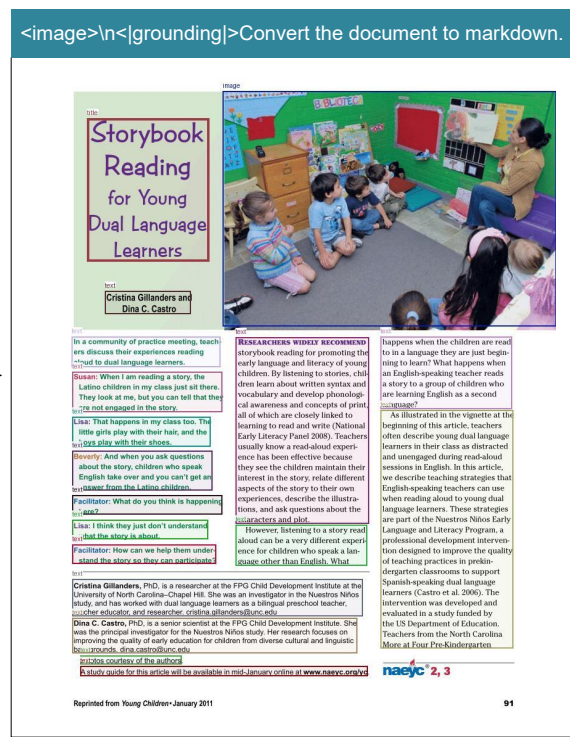 <image>\n<|grounding|>Convert the document to markdown.
image
title
Storybook
Reading
for Young
Dual Language
Learners
text
Cristina Gillanders and
Dina C. Castro
BIBLIOTEC
text
In a community of practice meeting, teach-
ers discuss their experiences reading
aloud to dual language learners.
text
Susan: When I am reading a story, the
Latino children in my class just sit there.
They look at me, but you can tell that they
are not engaged in the story.
text
Lisa: That happens in my class too. The
little girls play with their hair, and the
boys play with their shoes.
text
Beverly: And when you ask questions
about the story, children who speak
English take over and you can't get an
answer from the Latino children.
text
Facilitator: What do you think is happening
here?
text
Lisa: I think they just don't understand
what the story is about.
text
Facilitator: How can we help them under-
stand the story so they can participate?
text
RESEARCHERS WIDELY RECOMMEND
storybook reading for promoting the
early language and literacy of young
children. By listening to stories, chil-
dren learn about written syntax and
vocabulary and develop phonologi-
cal awareness and concepts of print,
all of which are closely linked to
learning to read and write (National
Early Literacy Panel 2008). Teachers
usually know a read-aloud experi-
ence has been effective because
they see the children maintain their
interest in the story, relate different
aspects of the story to their own
experiences, describe the illustra-
tions, and ask questions about the
characters and plot.
text
However, listening to a story read
aloud can be a very different experi-
ence for children who speak a lan-
guage other than English. What
text
happens when the children are read
to in a language they are just begin-
ning to learn? What happens when
an English-speaking teacher reads
a story to a group of children who
are learning English as a second
language?
text
As illustrated in the vignette at the
beginning of this article, teachers
often describe young dual language
learners in their class as distracted
and unengaged during read-aloud
sessions in English. In this article,
we describe teaching strategies that
English-speaking teachers can use
when reading aloud to young dual
language learners. These strategies
are part of the Nuestros Niños Early
Language and Literacy Program, a
professional development interven-
tion designed to improve the quality
of teaching practices in prekin-
dergarten classrooms to support
Spanish-speaking dual language
learners (Castro et al. 2006). The
intervention was developed and
evaluated in a study funded by
the US Department of Education.
Teachers from the North Carolina
More at Four Pre-Kindergarten
text
Cristina Gillanders, PhD, is a researcher at the FPG Child Development Institute at the
University of North Carolina–Chapel Hill. She was an investigator in the Nuestros Niños
study, and has worked with dual language learners as a bilingual preschool teacher,
teacher educator, and researcher. cristina.gillanders@unc.edu
text
Dina C. Castro, PhD, is a senior scientist at the FPG Child Development Institute. She
was the principal investigator for the Nuestros Niños study. Her research focuses on
improving the quality of early education for children from diverse cultural and linguistic
backgrounds. dina.castro@unc.edu
text
Photos courtesy of the authors.
text
A study guide for this article will be available in mid-January online at www.naeyc.org/yc.
naeyc® 2, 3
Reprinted from Young Children•January 2011
91